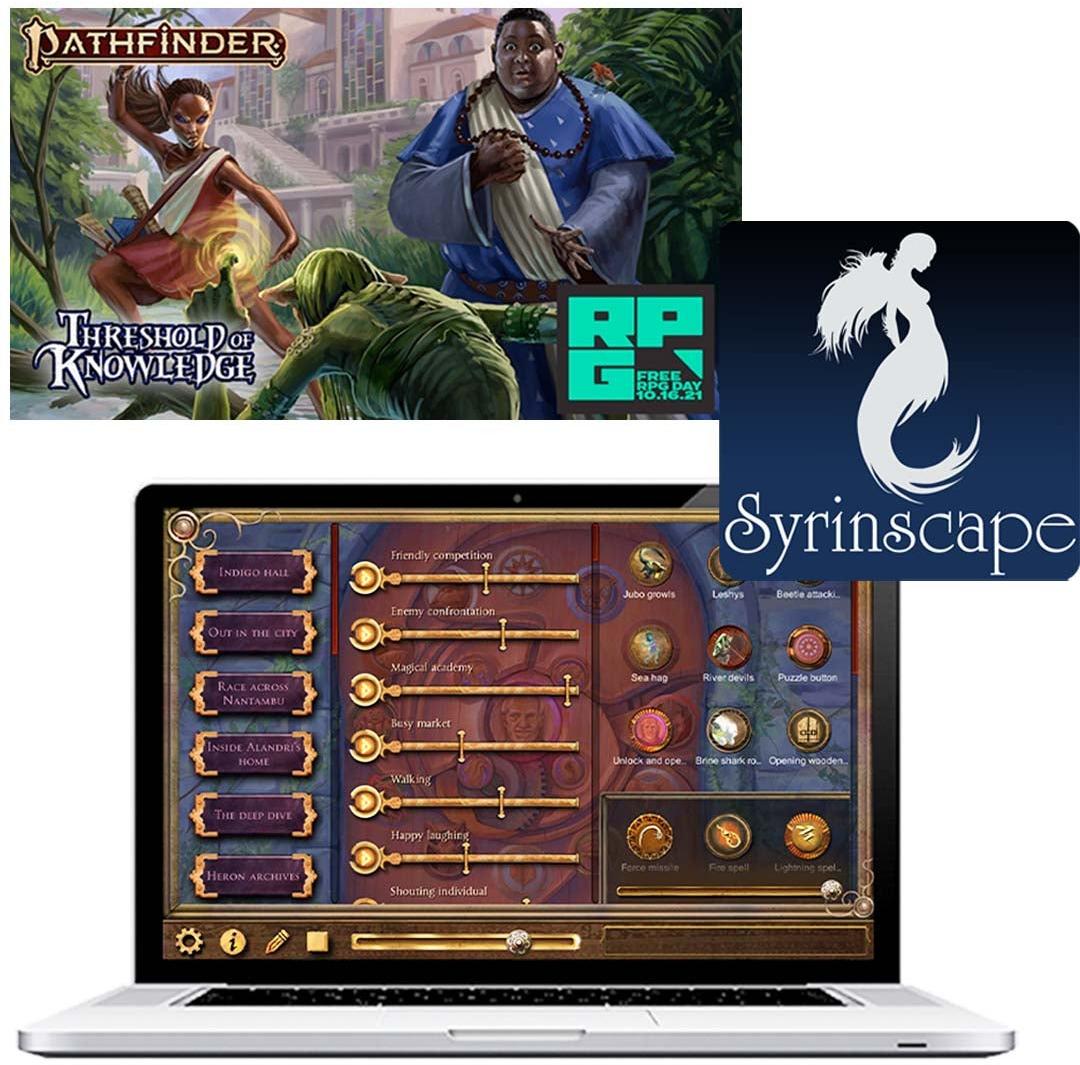 PATHFINDER
THRESHOLD OF
KNOWLEDGE
RPG
FREE
RPG DAY
10.16.21
Syrinscape
INDIGO HALL
OUT IN THE CITY
RACE ACROSS
NANTAMBU
INSIDE ALANDRI'S
HOME
THE DEEP DIVE
HERON ARCHIVES
Friendly competition
Enemy confrontation
Magical academy
Busy market
Walking
Happy laughing
Shouting individual
Jubo growls
Leshys
Beetle attacki..
Sea hag
River devils
Puzzle button
Unlock and ope..
Brine shark ro..
Opening wooden..
Force missile
Fire spell
Lightning spel..